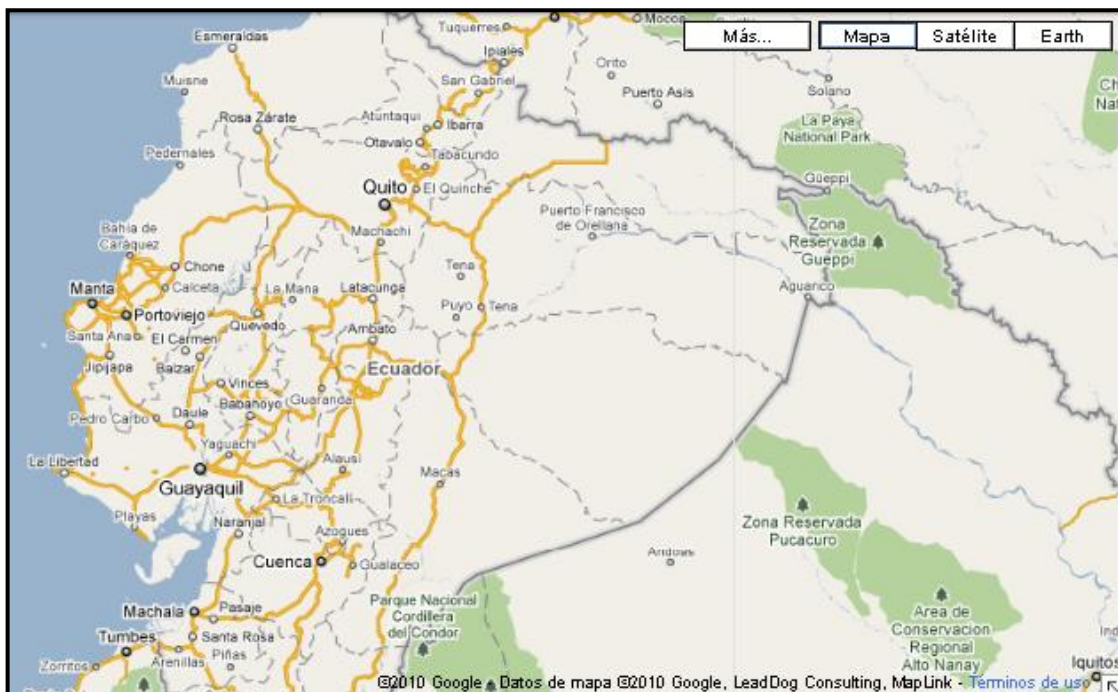 Más...
Mapa
Satélite
Earth
Esmeraldas
Tuquerres
Mocoa
Ipiales
San Gabriel
Orito
Puerto Asis
Solano
Muisne
La Paya
National Park
Rosa Zárate
Atuntaqui
Ibarra
Otavalo
Tabacundo
Pedernales
Quito
El Quinche
Güeppi
Puerto Francisco
de Orellana
Zona
Reservada
Gueppi
Bahía de
Caráquez
Machachi
Chone
Tena
Calceta
La Mana
Latacunga
Aguarico
Manta
Portoviejo
Puyo
Tena
Quevedo
Santa Ana
El Carmen
Ambato
Jipijapa
Balzar
Ecuador
Vinces
Guaranda
Pedro Carbo
Daule
Babahoyo
Yaguachi
La Libertad
Alausí
Macas
Guayaquil
La Troncal
Playas
Naranjal
Azogues
Zona Reservada
Pucacuro
Cuenca
Gualaceo
Andoas
Parque Nacional
Cordillera
del Condor
Machala
Pasaje
Area de
Conservacion
Regional
Alto Nanay
Tumbes
Santa Rosa
Zorritos
Arenillas
Piñas
Iquitos
©2010 Google - Datos de mapa ©2010 Google, LeadDog Consulting, MapLink - Términos de uso